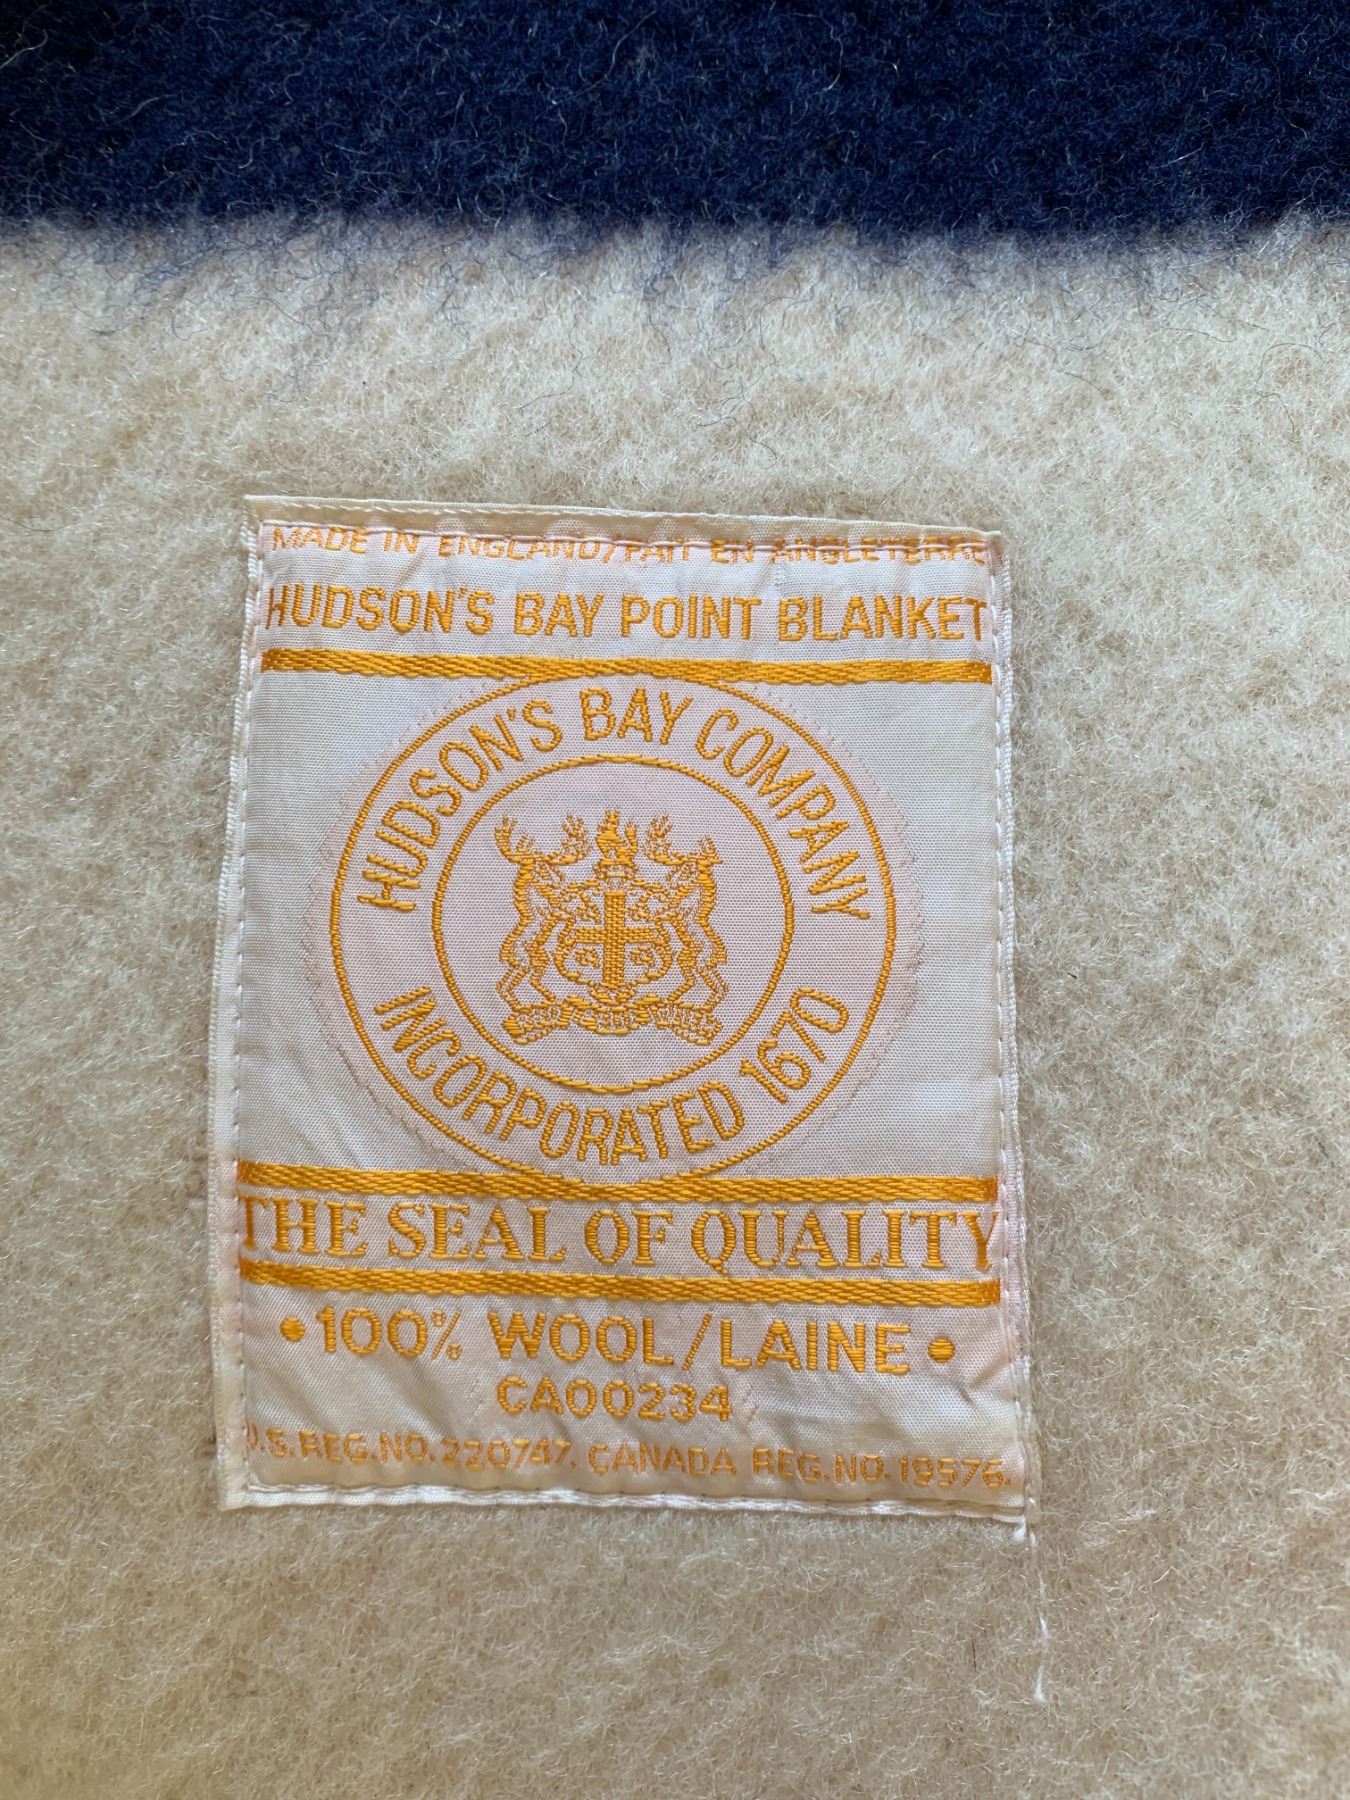 MADE IN ENGLAND/FAIT EN ANGLETERRE
HUDSON'S BAY POINT BLANKET
HUDSON'S BAY COMPANY
INCORPORATED 1670
THE SEAL OF QUALITY
•100% WOOL/LAINE•
CA00234
U.S.REG.NO.220747. CANADA REG.NO.19576.